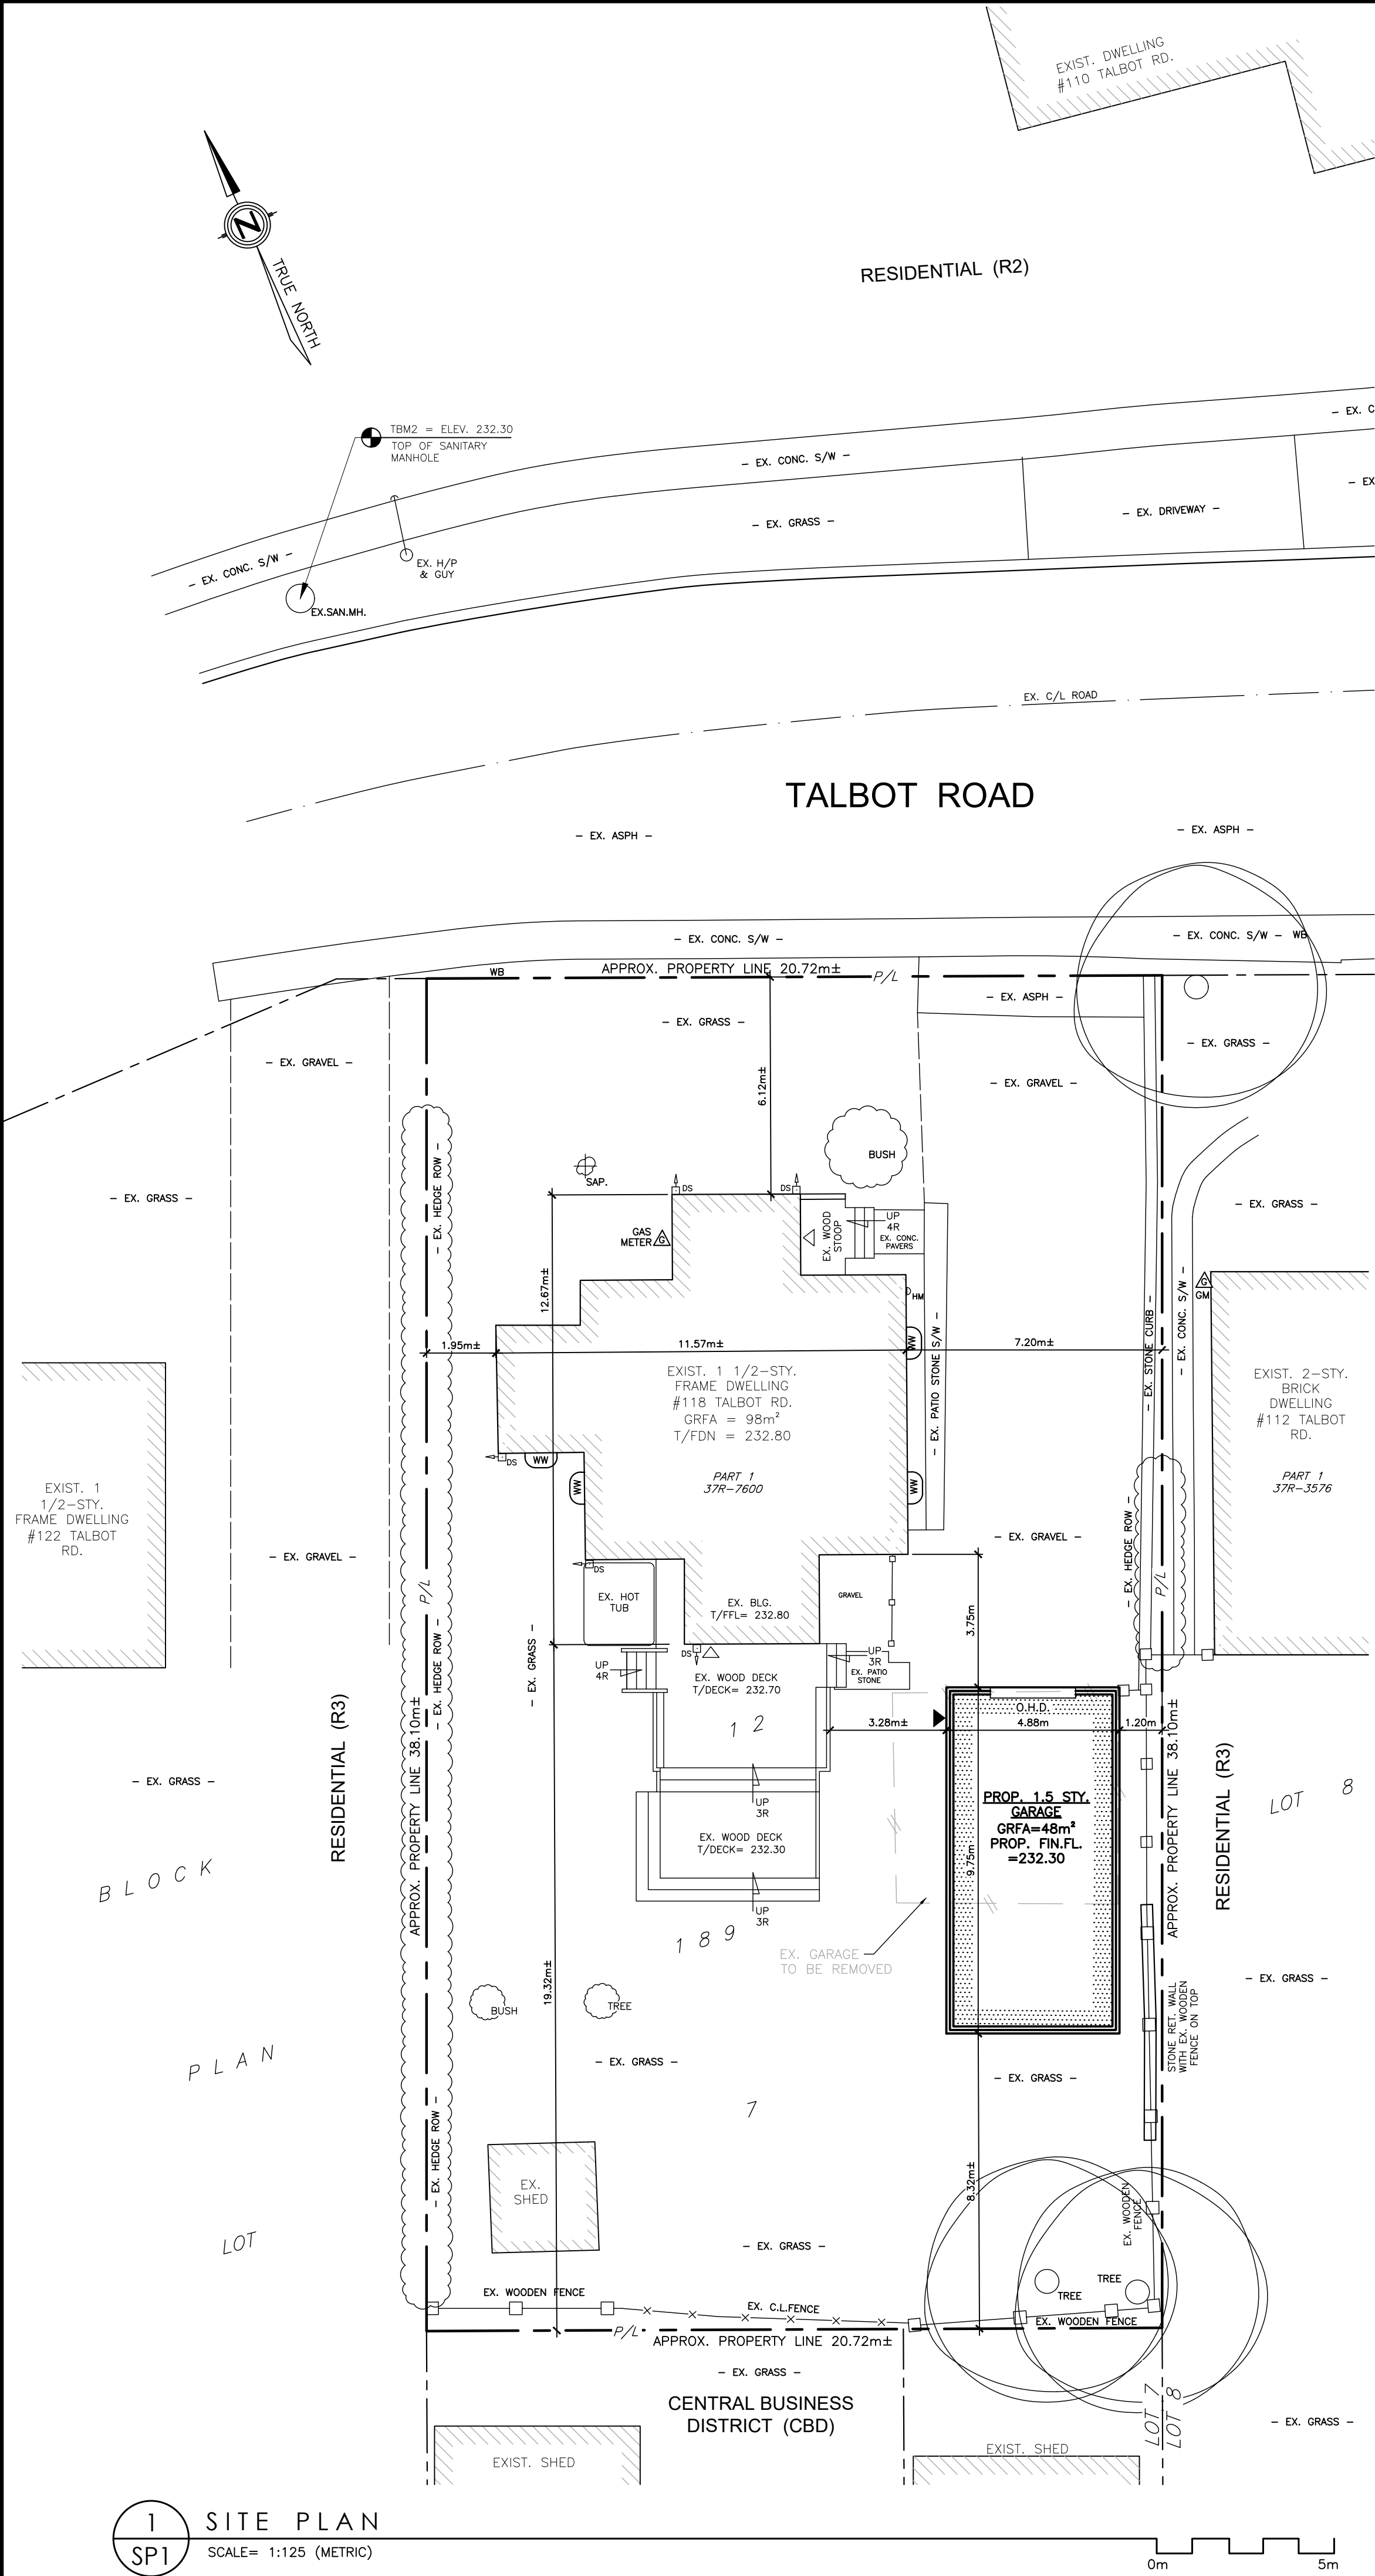 EXIST. DWELLING
#110 TALBOT RD.
N
TRUE NORTH
RESIDENTIAL (R2)
TBM2 = ELEV. 232.30
TOP OF SANITARY
MANHOLE
- EX. C
- EX. CONC. S/W -
- EX
- EX. GRASS -
- EX. DRIVEWAY -
- EX. CONC. S/W -
EX. H/P
& GUY
EX.SAN.MH.
EX. C/L ROAD
TALBOT ROAD
- EX. ASPH -
- EX. ASPH -
- EX. CONC. S/W -
- EX. CONC. S/W - WB
WB
APPROX. PROPERTY LINE 20.72m±
P/L
- EX. ASPH -
- EX. GRASS -
- EX. GRASS -
- EX. GRAVEL -
- EX. GRAVEL -
6.12m±
BUSH
- EX. HEDGE ROW -
SAP.
- EX. GRASS -
- EX. GRASS -
DS
DS
GAS
METER
G
EX. WOOD
STOOP
UP
4R
EX. CONC.
PAVERS
12.67m±
HM
G
GM
- EX. PATIO STONE S/W -
- EX. STONE CURB -
- EX. CONC. S/W -
1.95m±
11.57m±
7.20m±
WW
EXIST. 1 1/2-STY.
FRAME DWELLING
#118 TALBOT RD.
GRFA = 98m²
T/FDN = 232.80
EXIST. 2-STY.
BRICK
DWELLING
#112 TALBOT
RD.
DS
WW
WW
WW
PART 1
37R-7600
PART 1
37R-3576
EXIST. 1
1/2-STY.
FRAME DWELLING
#122 TALBOT
RD.
- EX. GRAVEL -
- EX. GRAVEL -
- EX. HEDGE ROW -
P/L
P/L
DS
EX. HOT
TUB
EX. BLG.
T/FFL= 232.80
GRAVEL
3.75m
- EX. GRASS -
- EX. HEDGE ROW -
DS
UP
4R
UP
3R
EX. PATIO
STONE
EX. WOOD DECK
T/DECK= 232.70
12
O.H.D.
3.28m±
4.88m
1.20m
RESIDENTIAL (R3)
APPROX. PROPERTY LINE 38.10m±
APPROX. PROPERTY LINE 38.10m±
RESIDENTIAL (R3)
- EX. GRASS -
LOT 8
UP
3R
PROP. 1.5 STY.
GARAGE
GRFA=48m²
PROP. FIN.FL.
=232.30
9.75m
EX. WOOD DECK
T/DECK= 232.30
BLOCK
UP
3R
189
EX. GARAGE
TO BE REMOVED
19.32m±
- EX. GRASS -
BUSH
TREE
STONE RET. WALL
WITH EX. WOODEN
FENCE ON TOP
PLAN
- EX. GRASS -
- EX. GRASS -
7
- EX. HEDGE ROW -
8.32m±
EX.
SHED
EX. WOODEN
FENCE
LOT
- EX. GRASS -
TREE
TREE
EX. WOODEN FENCE
EX. C.L.FENCE
EX. WOODEN FENCE
P/L
APPROX. PROPERTY LINE 20.72m±
- EX. GRASS -
CENTRAL BUSINESS
DISTRICT (CBD)
LOT 7
LOT 8
- EX. GRASS -
EXIST. SHED
EXIST. SHED
1
SP1
SITE PLAN
SCALE= 1:125 (METRIC)
0m
5m